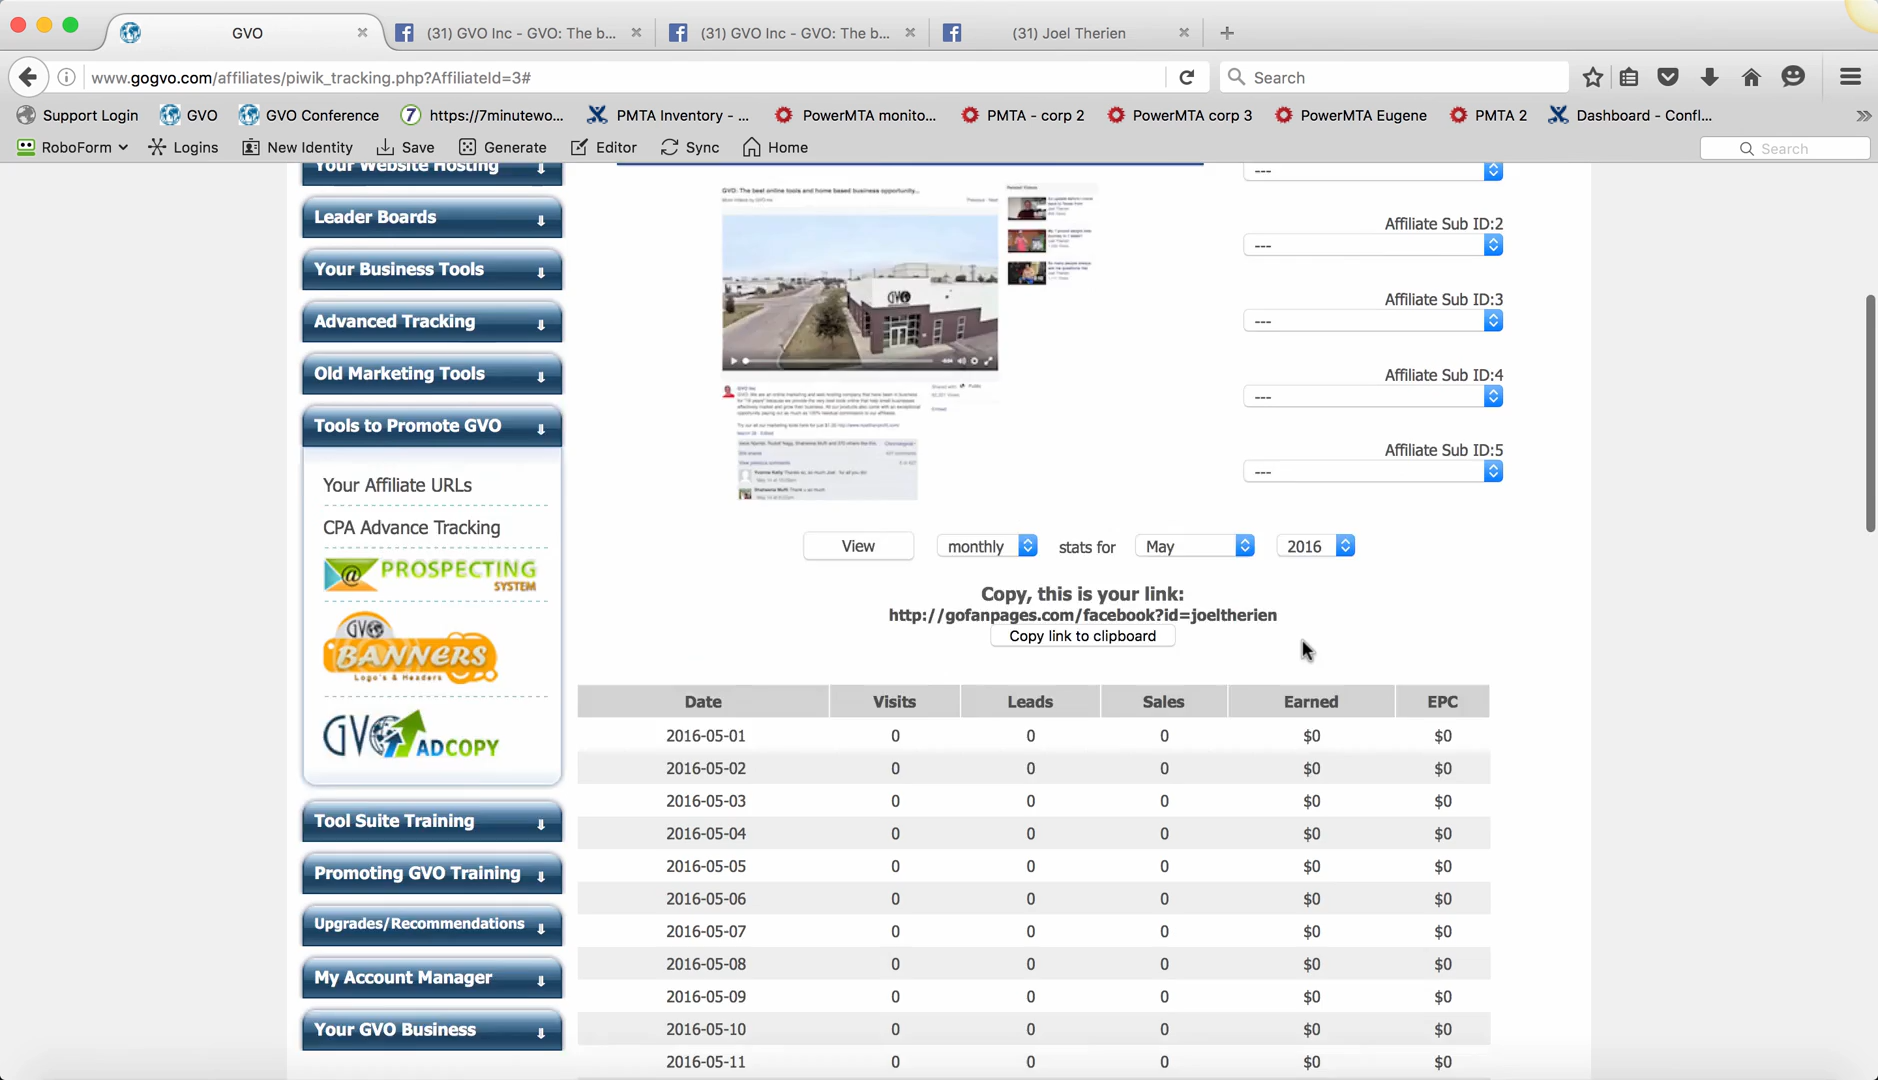 GVO
(31) GVO Inc - GVO: The b...
(31) GVO Inc - GVO: The b...
(31) Joel Therien
www.gogvo.com/affiliates/piwik_tracking.php?AffiliateId=3#
Search
Support Login
GVO
GVO Conference
https://7minutewo...
PMTA Inventory - ...
PowerMTA monito...
PMTA - corp 2
PowerMTA corp 3
PowerMTA Eugene
PMTA 2
Dashboard - Confl...
RoboForm
Logins
New Identity
Save
Generate
Editor
Sync
Home
Search
Your Website Hosting
Leader Boards
Your Business Tools
Advanced Tracking
Old Marketing Tools
Tools to Promote GVO
Your Affiliate URLs
CPA Advance Tracking
@ PROSPECTING
SYSTEM
GVO
BANNERS
Logo's & Headers
GVO ADCOPY
Tool Suite Training
Promoting GVO Training
Upgrades/Recommendations
My Account Manager
Your GVO Business
GVO: The best online tools and home based business opportunity...
GVO
---
Affiliate Sub ID:2
---
Affiliate Sub ID:3
---
Affiliate Sub ID:4
---
Affiliate Sub ID:5
---
View monthly stats for May 2016
Copy, this is your link:
http://gofanpages.com/facebook?id=joeltherien
Copy link to clipboard
Date Visits Leads Sales Earned EPC
2016-05-01 0 0 0 $0 $0
2016-05-02 0 0 0 $0 $0
2016-05-03 0 0 0 $0 $0
2016-05-04 0 0 0 $0 $0
2016-05-05 0 0 0 $0 $0
2016-05-06 0 0 0 $0 $0
2016-05-07 0 0 0 $0 $0
2016-05-08 0 0 0 $0 $0
2016-05-09 0 0 0 $0 $0
2016-05-10 0 0 0 $0 $0
2016-05-11 0 0 0 $0 $0